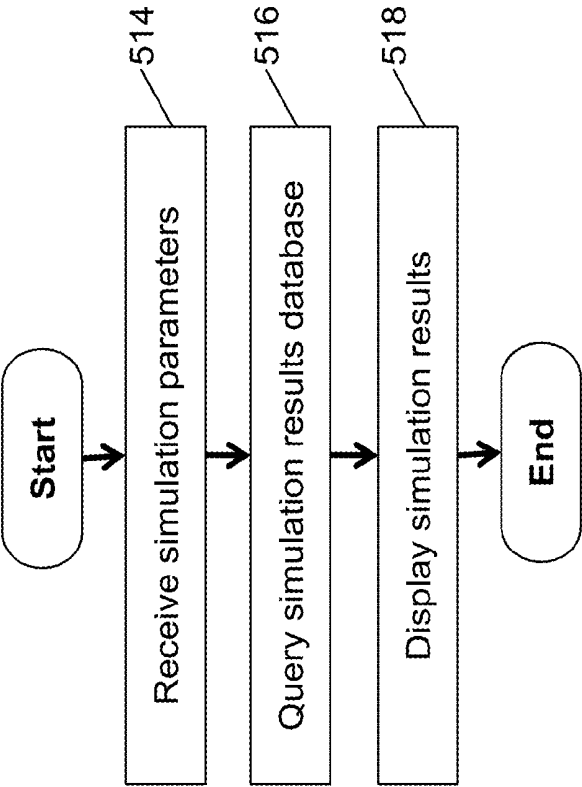 Start
Receive simulation parameters
514
Query simulation results database
516
Display simulation results
518
End